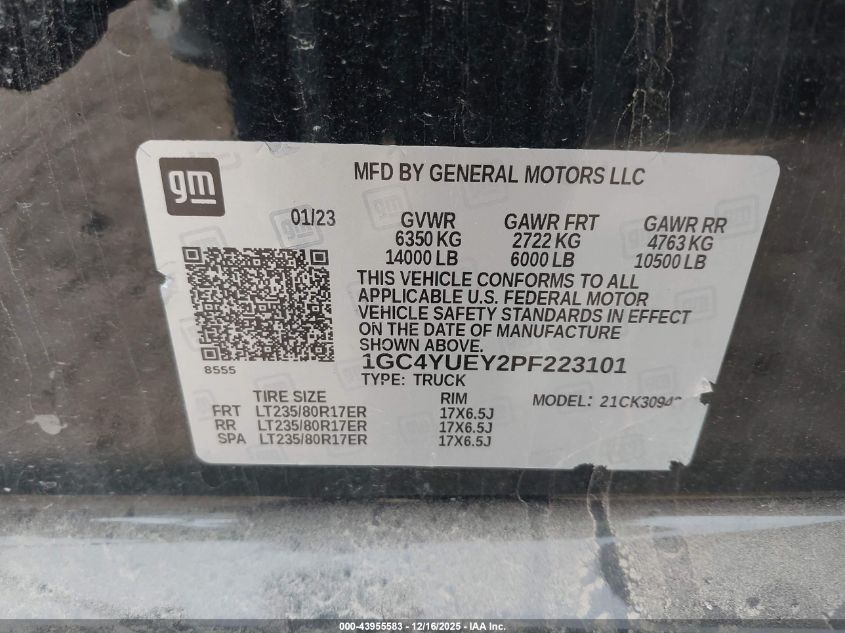 gm
MFD BY GENERAL MOTORS LLC
01/23 GVWR GAWR FRT GAWR RR
6350 KG 2722 KG 4763 KG
14000 LB 6000 LB 10500 LB
THIS VEHICLE CONFORMS TO ALL
APPLICABLE U.S. FEDERAL MOTOR
VEHICLE SAFETY STANDARDS IN EFFECT
ON THE DATE OF MANUFACTURE
SHOWN ABOVE.
8555
1GC4YUEY2PF223101
TYPE: TRUCK
TIRE SIZE RIM MODEL:
FRT LT235/80R17ER 17X6.5J
RR LT235/80R17ER 17X6.5J
SPA LT235/80R17ER 17X6.5J
000-43955583 - 12/16/2025 - IAA Inc.